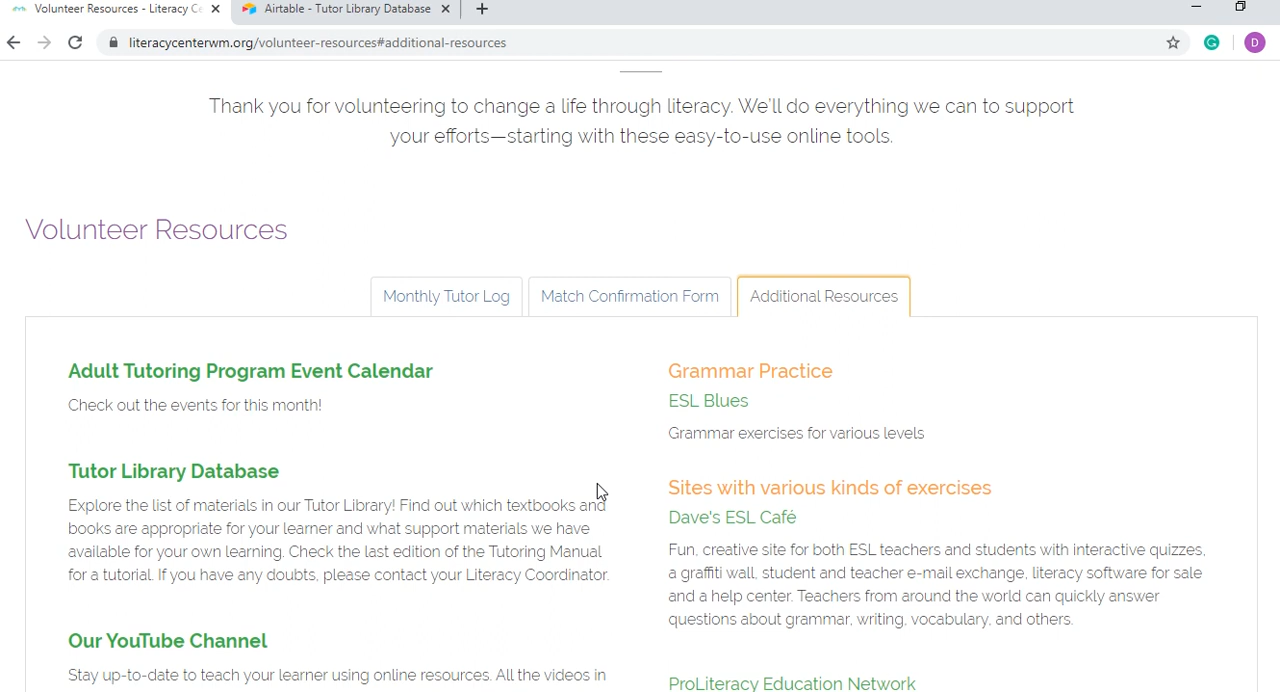 Volunteer Resources - Literacy Ce
Airtable - Tutor Library Database
literacycenterwm.org/volunteer-resources#additional-resources
G
D
Thank you for volunteering to change a life through literacy. We'll do everything we can to support
your efforts—starting with these easy-to-use online tools.
Volunteer Resources
Monthly Tutor Log
Match Confirmation Form
Additional Resources
Adult Tutoring Program Event Calendar
Check out the events for this month!
Tutor Library Database
Explore the list of materials in our Tutor Library! Find out which textbooks and
books are appropriate for your learner and what support materials we have
available for your own learning. Check the last edition of the Tutoring Manual
for a tutorial. If you have any doubts, please contact your Literacy Coordinator.
Our YouTube Channel
Stay up-to-date to teach your learner using online resources. All the videos in
Grammar Practice
ESL Blues
Grammar exercises for various levels
Sites with various kinds of exercises
Dave's ESL Café
Fun, creative site for both ESL teachers and students with interactive quizzes,
a graffiti wall, student and teacher e-mail exchange, literacy software for sale
and a help center. Teachers from around the world can quickly answer
questions about grammar, writing, vocabulary, and others.
ProLiteracy Education Network